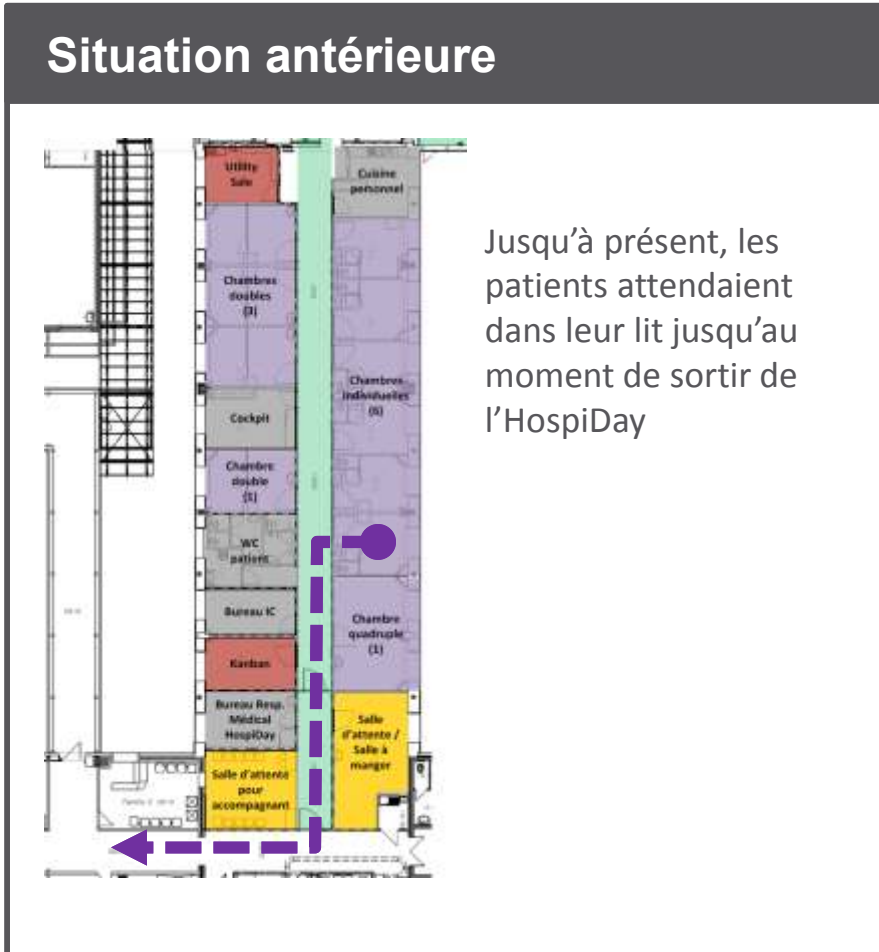 Situation antérieure
Utility
Sale
Cuisine
personnel
Chambres
doubles
(3)
Chambres
individuelles
(6)
Cockpit
Chambre
double
(1)
WC
patient
Bureau IC
Chambre
quadruple
(1)
Kanban
Bureau Resp.
Médical
HospiDay
Salle
d'attente /
Salle à
manger
Salle d'attente
pour
accompagnant
Jusqu’à présent, les
patients attendaient
dans leur lit jusqu’au
moment de sortir de
l’HospiDay